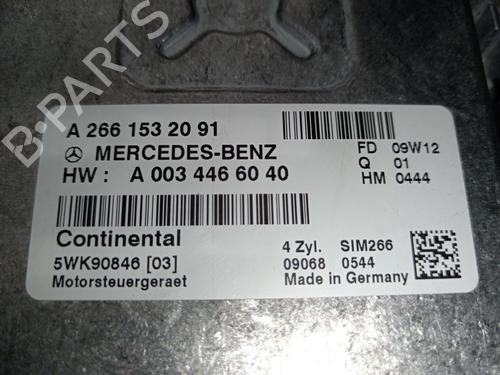 B-PARTS
A 266 153 20 91
MERCEDES-BENZ
HW : A 003 446 60 40
FD 09W12
Q 01
HM 0444
Continental
5WK90846 [03]
Motorsteuergeraet
4 Zyl. SIM266
09068 0544
Made in Germany